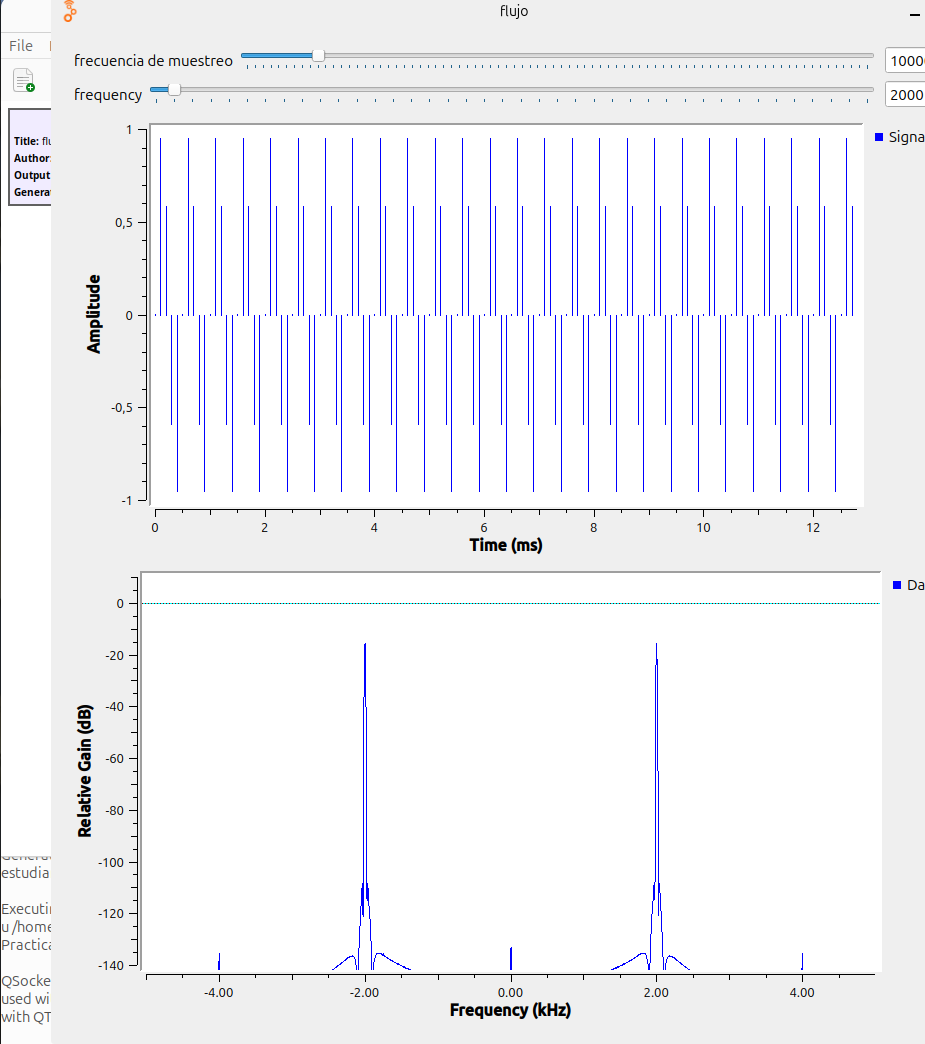 flujo
File
frecuencia de muestreo
10000
frequency
2000
Title: flu
Author:
Output
Genera
Signa
1
0,5
0
-0,5
-1
Amplitude
0 2 4 6 8 10 12
Time (ms)
Da
0
-20
-40
-60
-80
-100
-120
-140
Relative Gain (dB)
-4.00 -2.00 0.00 2.00 4.00
Frequency (kHz)
estudia
Executi
u /home
Practica
QSocke
used wi
with QT